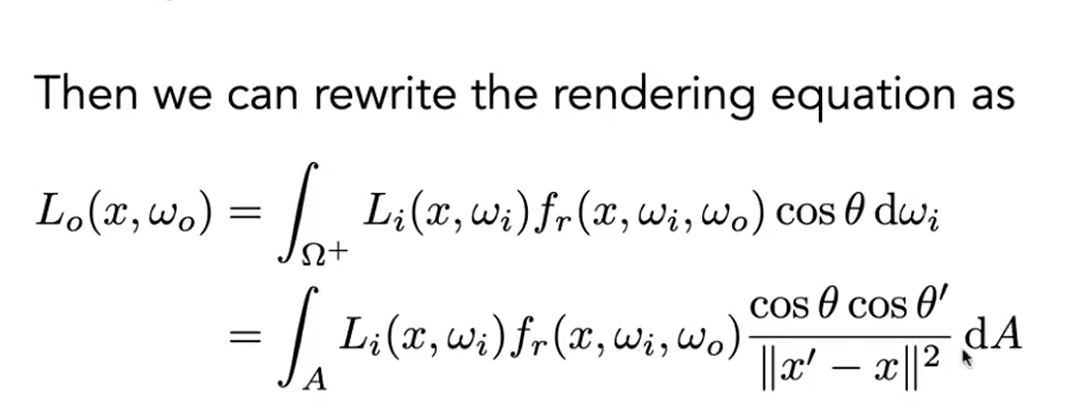 Then we can rewrite the rendering equation as
L_o(x, ω_o) = ∫_{Ω+} L_i(x, ω_i) f_r(x, ω_i, ω_o) cos θ dω_i
= ∫_A L_i(x, ω_i) f_r(x, ω_i, ω_o) \frac{cos θ cos θ′}{‖x′ − x‖²} dA